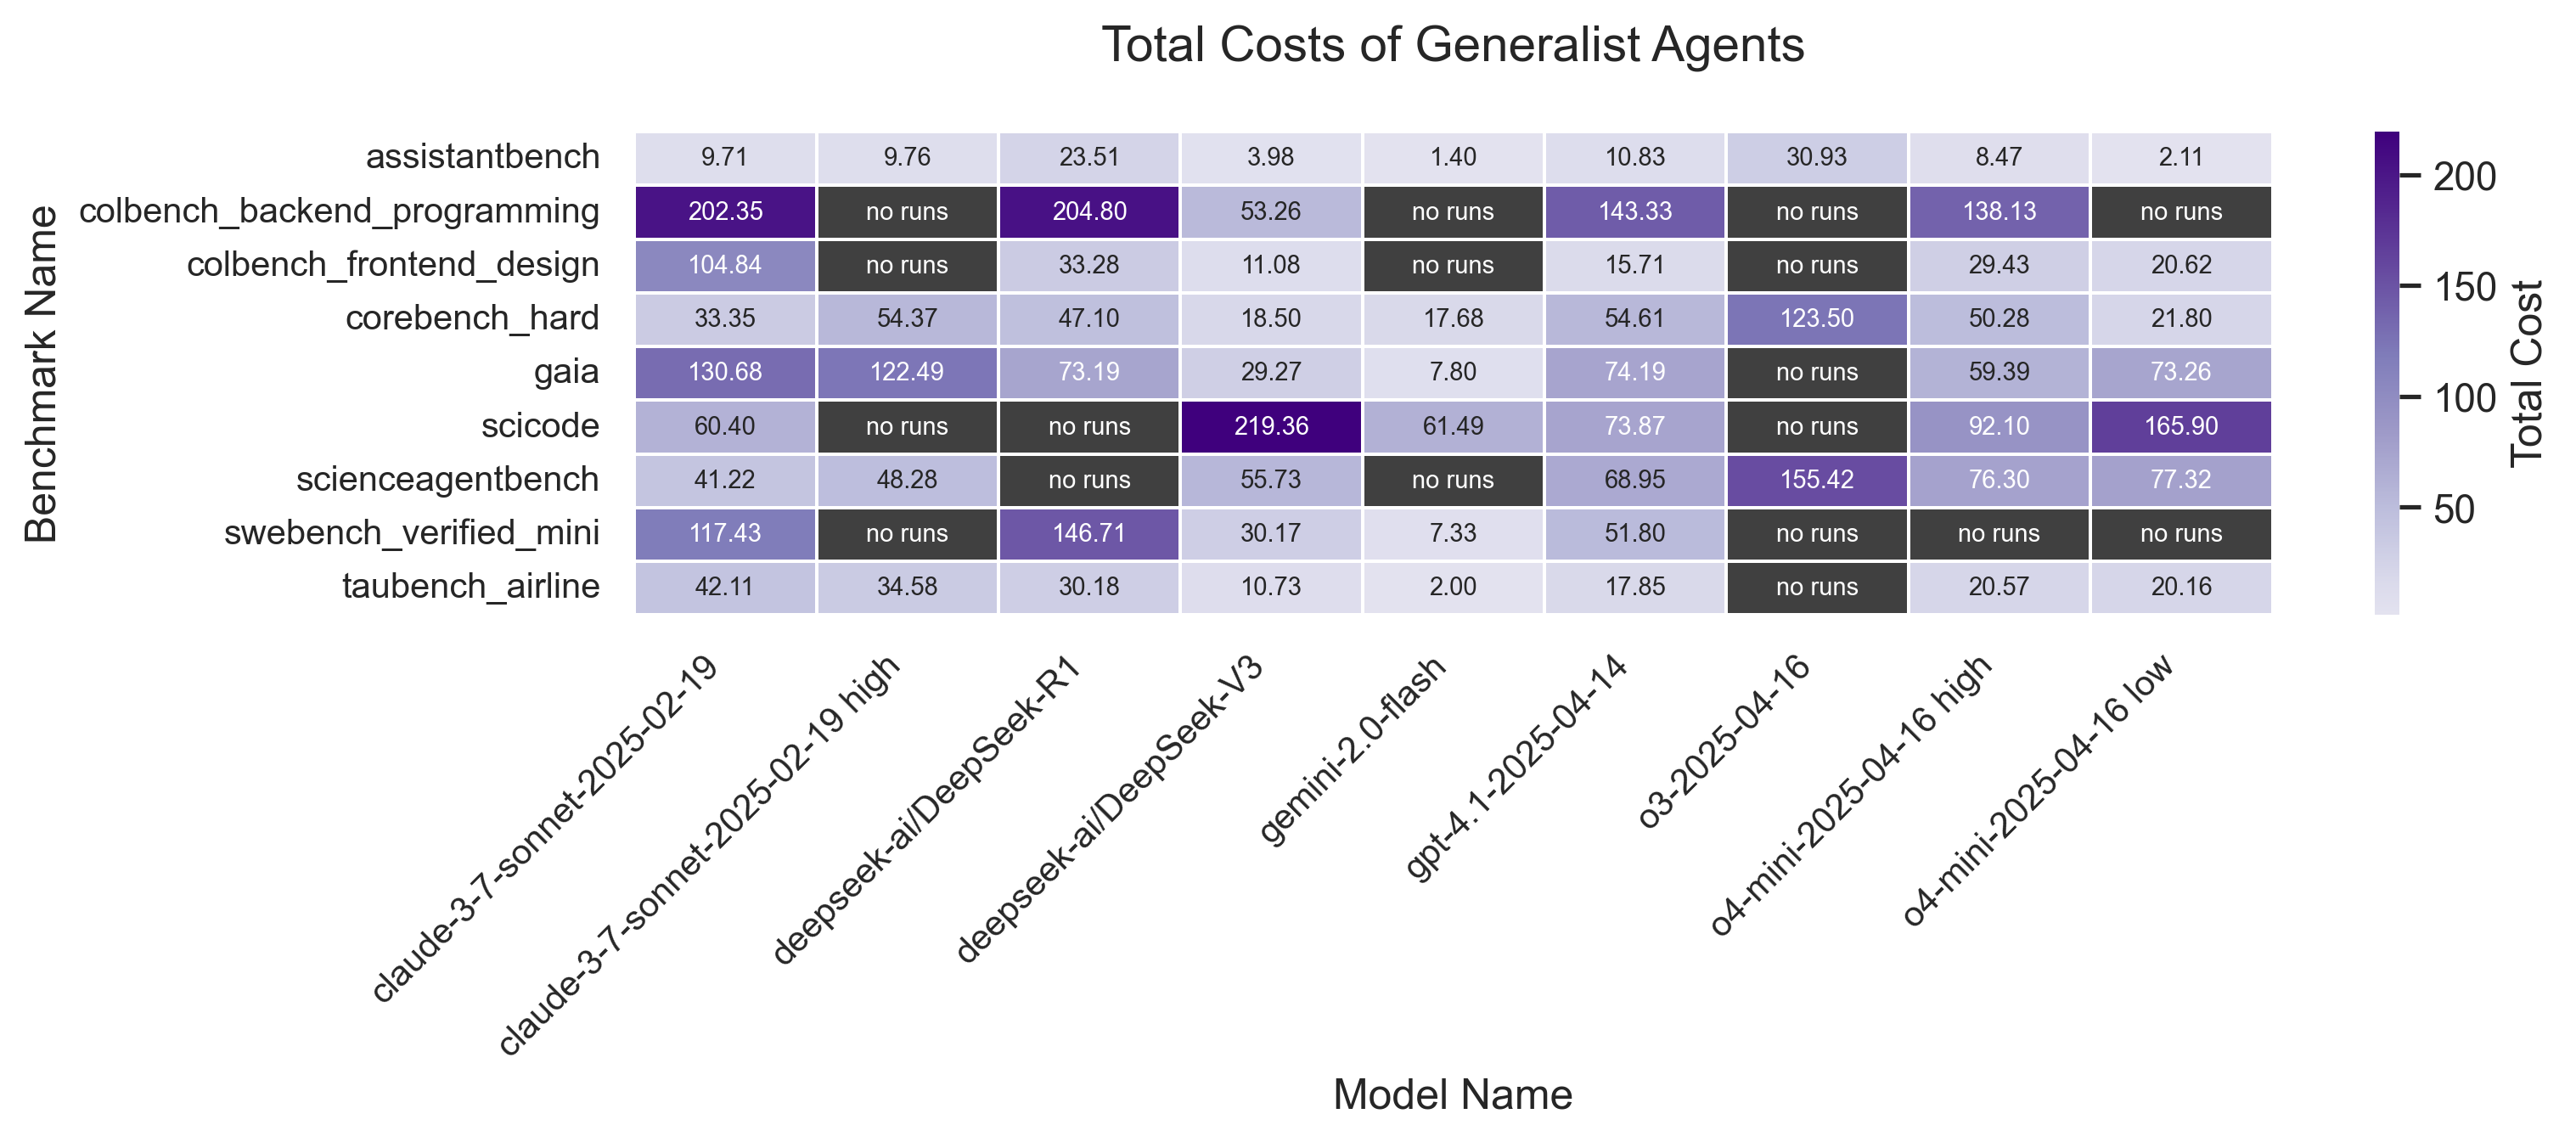 Total Costs of Generalist Agents
Benchmark Name
assistantbench 9.71 9.76 23.51 3.98 1.40 10.83 30.93 8.47 2.11
colbench_backend_programming 202.35 no runs 204.80 53.26 no runs 143.33 no runs 138.13 no runs
colbench_frontend_design 104.84 no runs 33.28 11.08 no runs 15.71 no runs 29.43 20.62
corebench_hard 33.35 54.37 47.10 18.50 17.68 54.61 123.50 50.28 21.80
gaia 130.68 122.49 73.19 29.27 7.80 74.19 no runs 59.39 73.26
scicode 60.40 no runs no runs 219.36 61.49 73.87 no runs 92.10 165.90
scienceagentbench 41.22 48.28 no runs 55.73 no runs 68.95 155.42 76.30 77.32
swebench_verified_mini 117.43 no runs 146.71 30.17 7.33 51.80 no runs no runs no runs
taubench_airline 42.11 34.58 30.18 10.73 2.00 17.85 no runs 20.57 20.16
claude-3-7-sonnet-2025-02-19
claude-3-7-sonnet-2025-02-19 high
deepseek-ai/DeepSeek-R1
deepseek-ai/DeepSeek-V3
gemini-2.0-flash
gpt-4.1-2025-04-14
o3-2025-04-16
o4-mini-2025-04-16 high
o4-mini-2025-04-16 low
Model Name
200
150
100
50
Total Cost